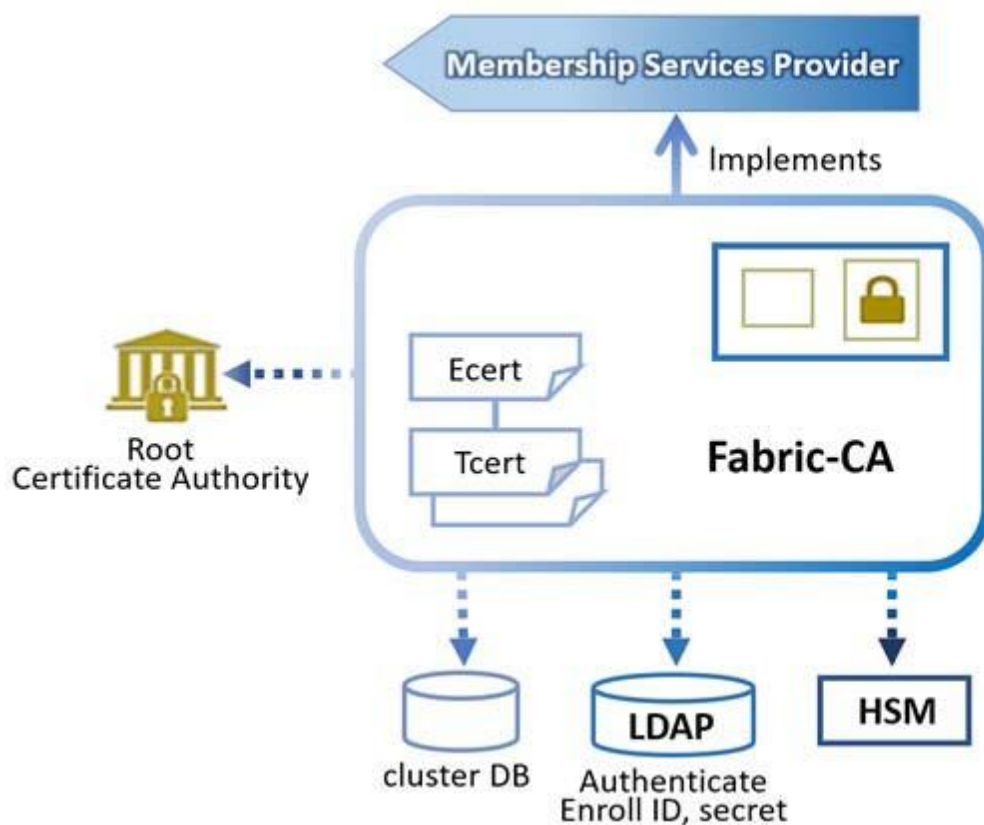 Membership Services Provider
Implements
Ecert
Tcert
Fabric-CA
Root
Certificate Authority
cluster DB
LDAP
Authenticate
Enroll ID, secret
HSM